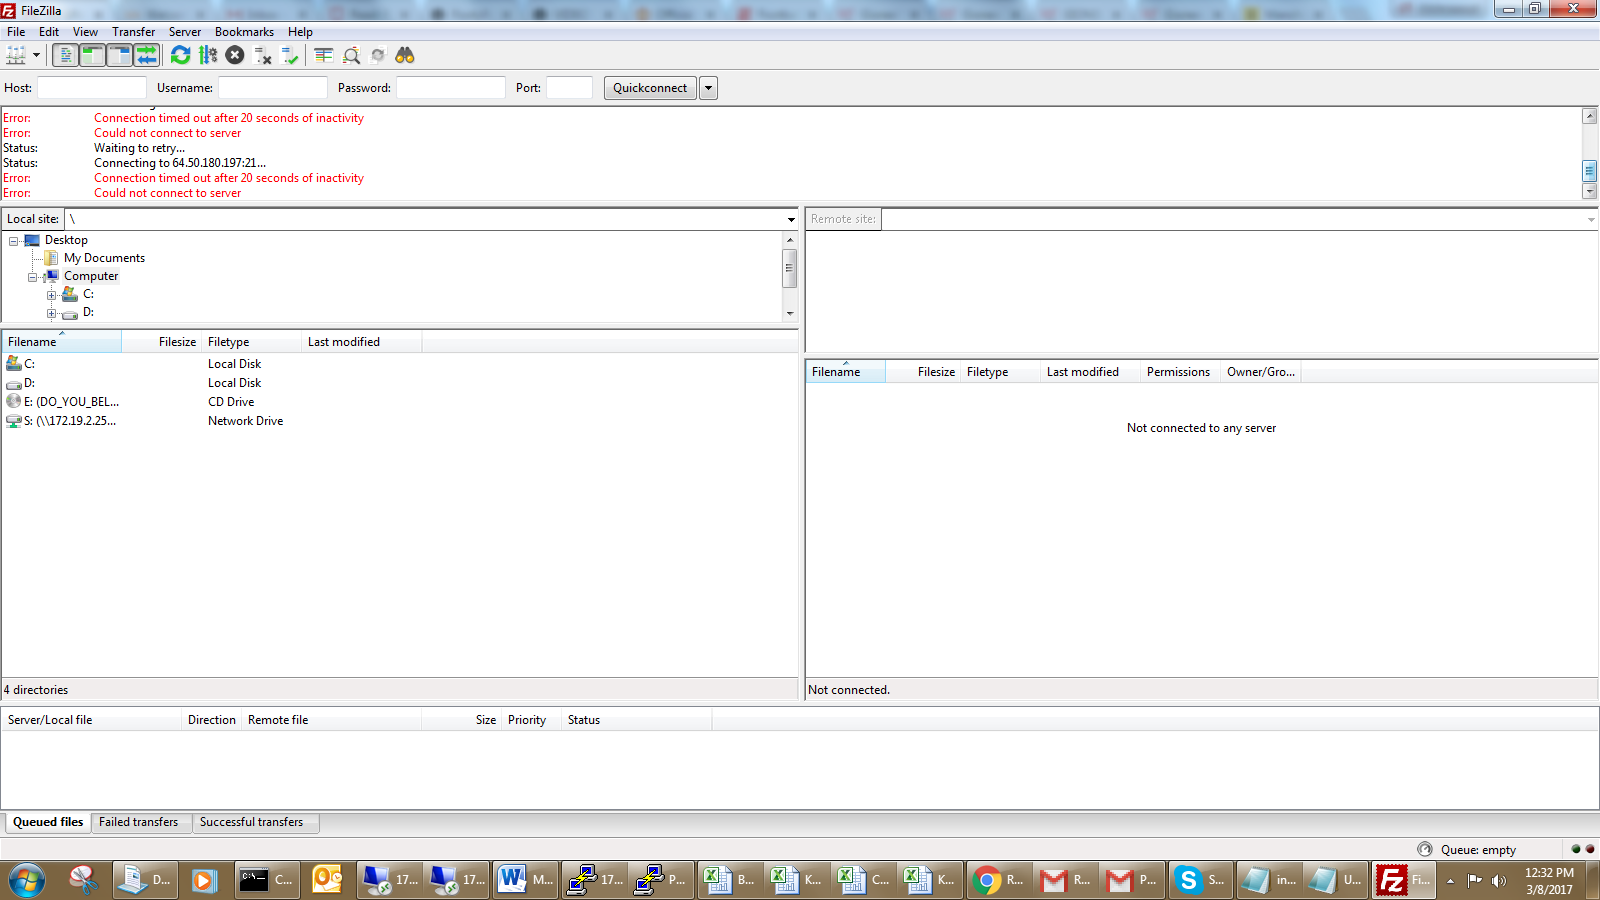 FileZilla
File Edit View Transfer Server Bookmarks Help
Host: Username: Password: Port: Quickconnect
Error: Connection timed out after 20 seconds of inactivity
Error: Could not connect to server
Status: Waiting to retry...
Status: Connecting to 64.50.180.197:21...
Error: Connection timed out after 20 seconds of inactivity
Error: Could not connect to server
Local site: \
Remote site:
Desktop
My Documents
Computer
C:
D:
Filename Filesize Filetype Last modified
C: Local Disk
D: Local Disk
E: (DO_YOU_BEL... CD Drive
S: (\\172.19.2.25... Network Drive
Filename Filesize Filetype Last modified Permissions Owner/Gro...
Not connected to any server
4 directories
Not connected.
Server/Local file Direction Remote file Size Priority Status
Queued files Failed transfers Successful transfers
Queue: empty
D... C... 17... 17... M... 17... P... B... K... C... K... R... R... P... S... in... U... Fi...
12:32 PM
3/8/2017